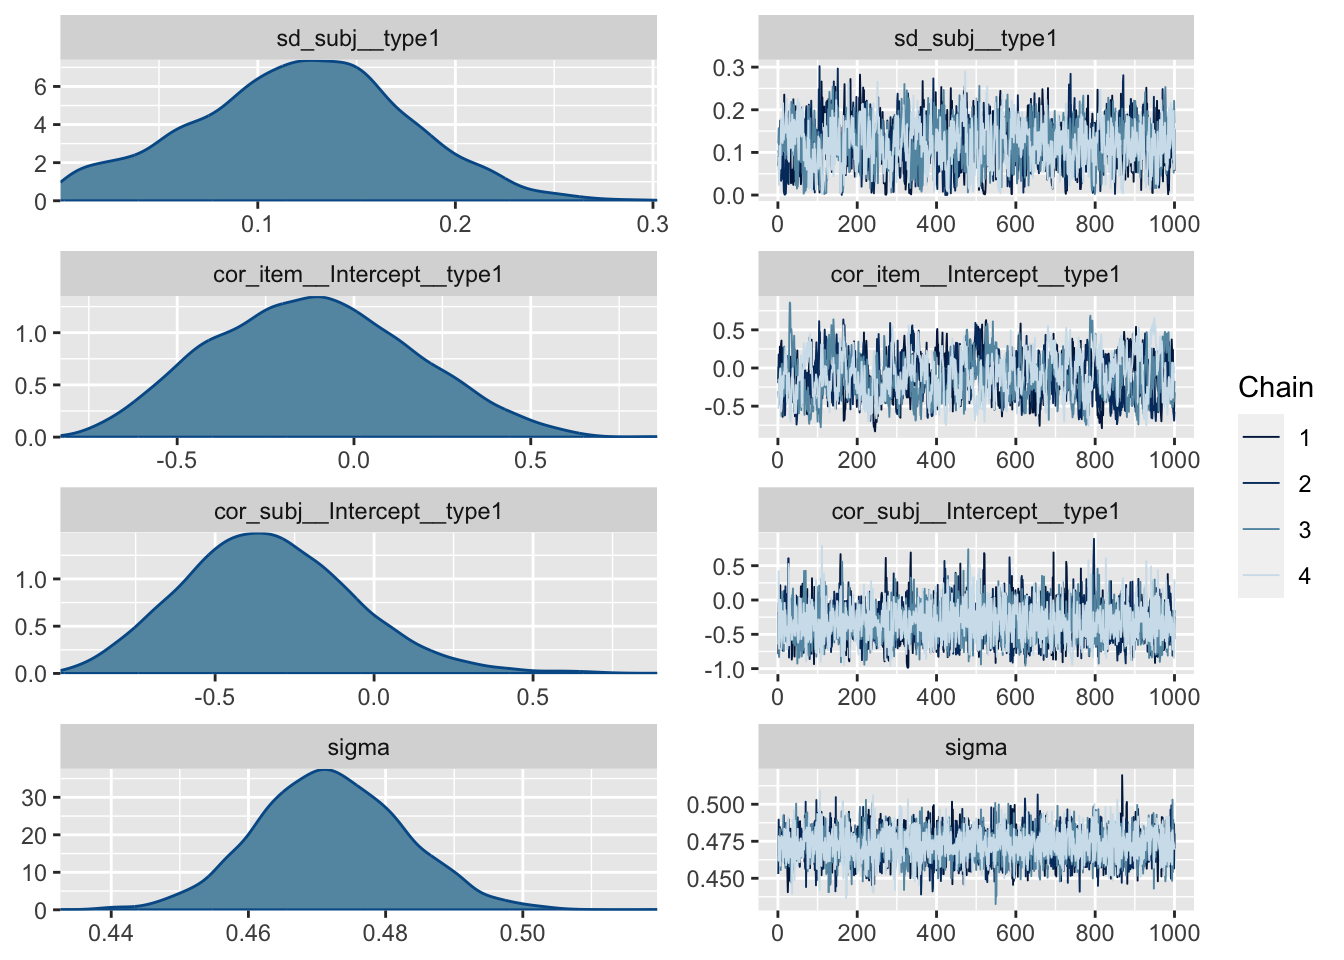 sd_subj__type1
6
4
2
0
0.1 0.2 0.3
sd_subj__type1
0.3
0.2
0.1
0.0
0 200 400 600 800 1000
cor_item__Intercept__type1
1.0
0.5
0.0
-0.5 0.0 0.5
cor_item__Intercept__type1
0.5
0.0
-0.5
0 200 400 600 800 1000
cor_subj__Intercept__type1
1.0
0.5
0.0
-0.5 0.0 0.5
cor_subj__Intercept__type1
0.5
0.0
-0.5
-1.0
0 200 400 600 800 1000
sigma
30
20
10
0
0.44 0.46 0.48 0.50
sigma
0.500
0.475
0.450
0 200 400 600 800 1000
Chain
1
2
3
4